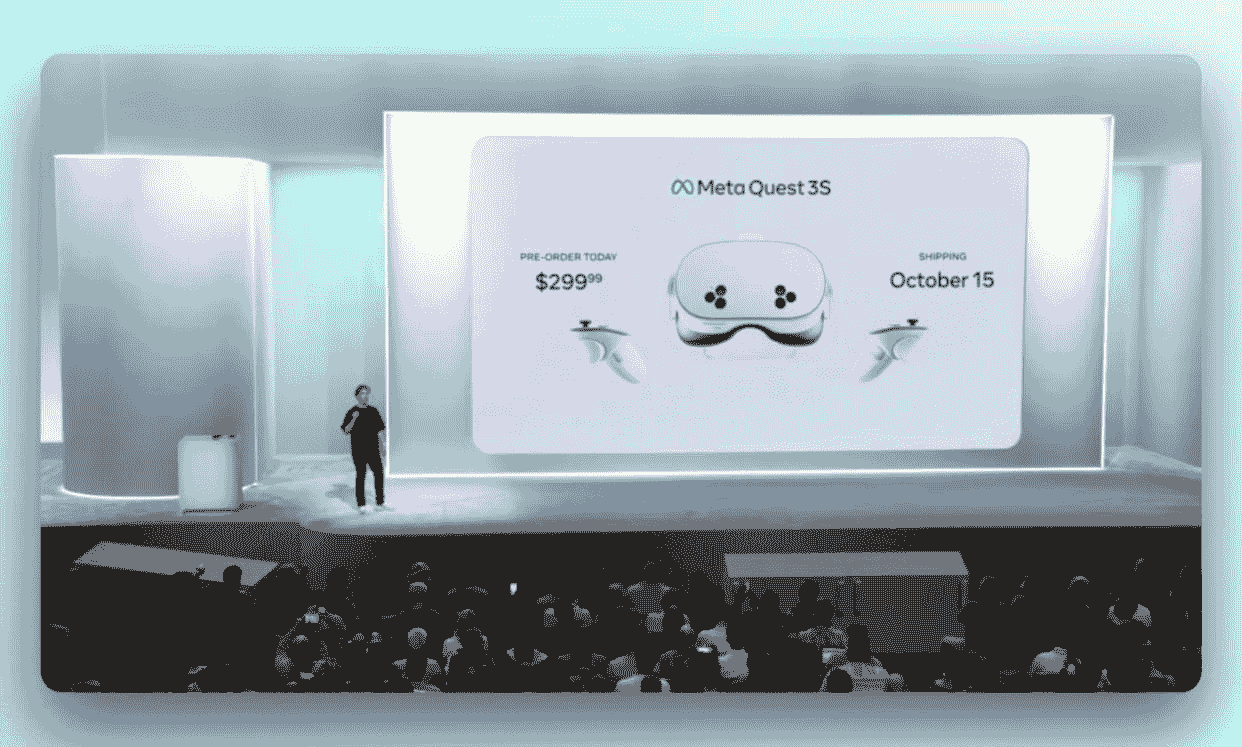 Meta Quest 3S
PRE-ORDER TODAY
$299⁹⁹
SHIPPING
October 15